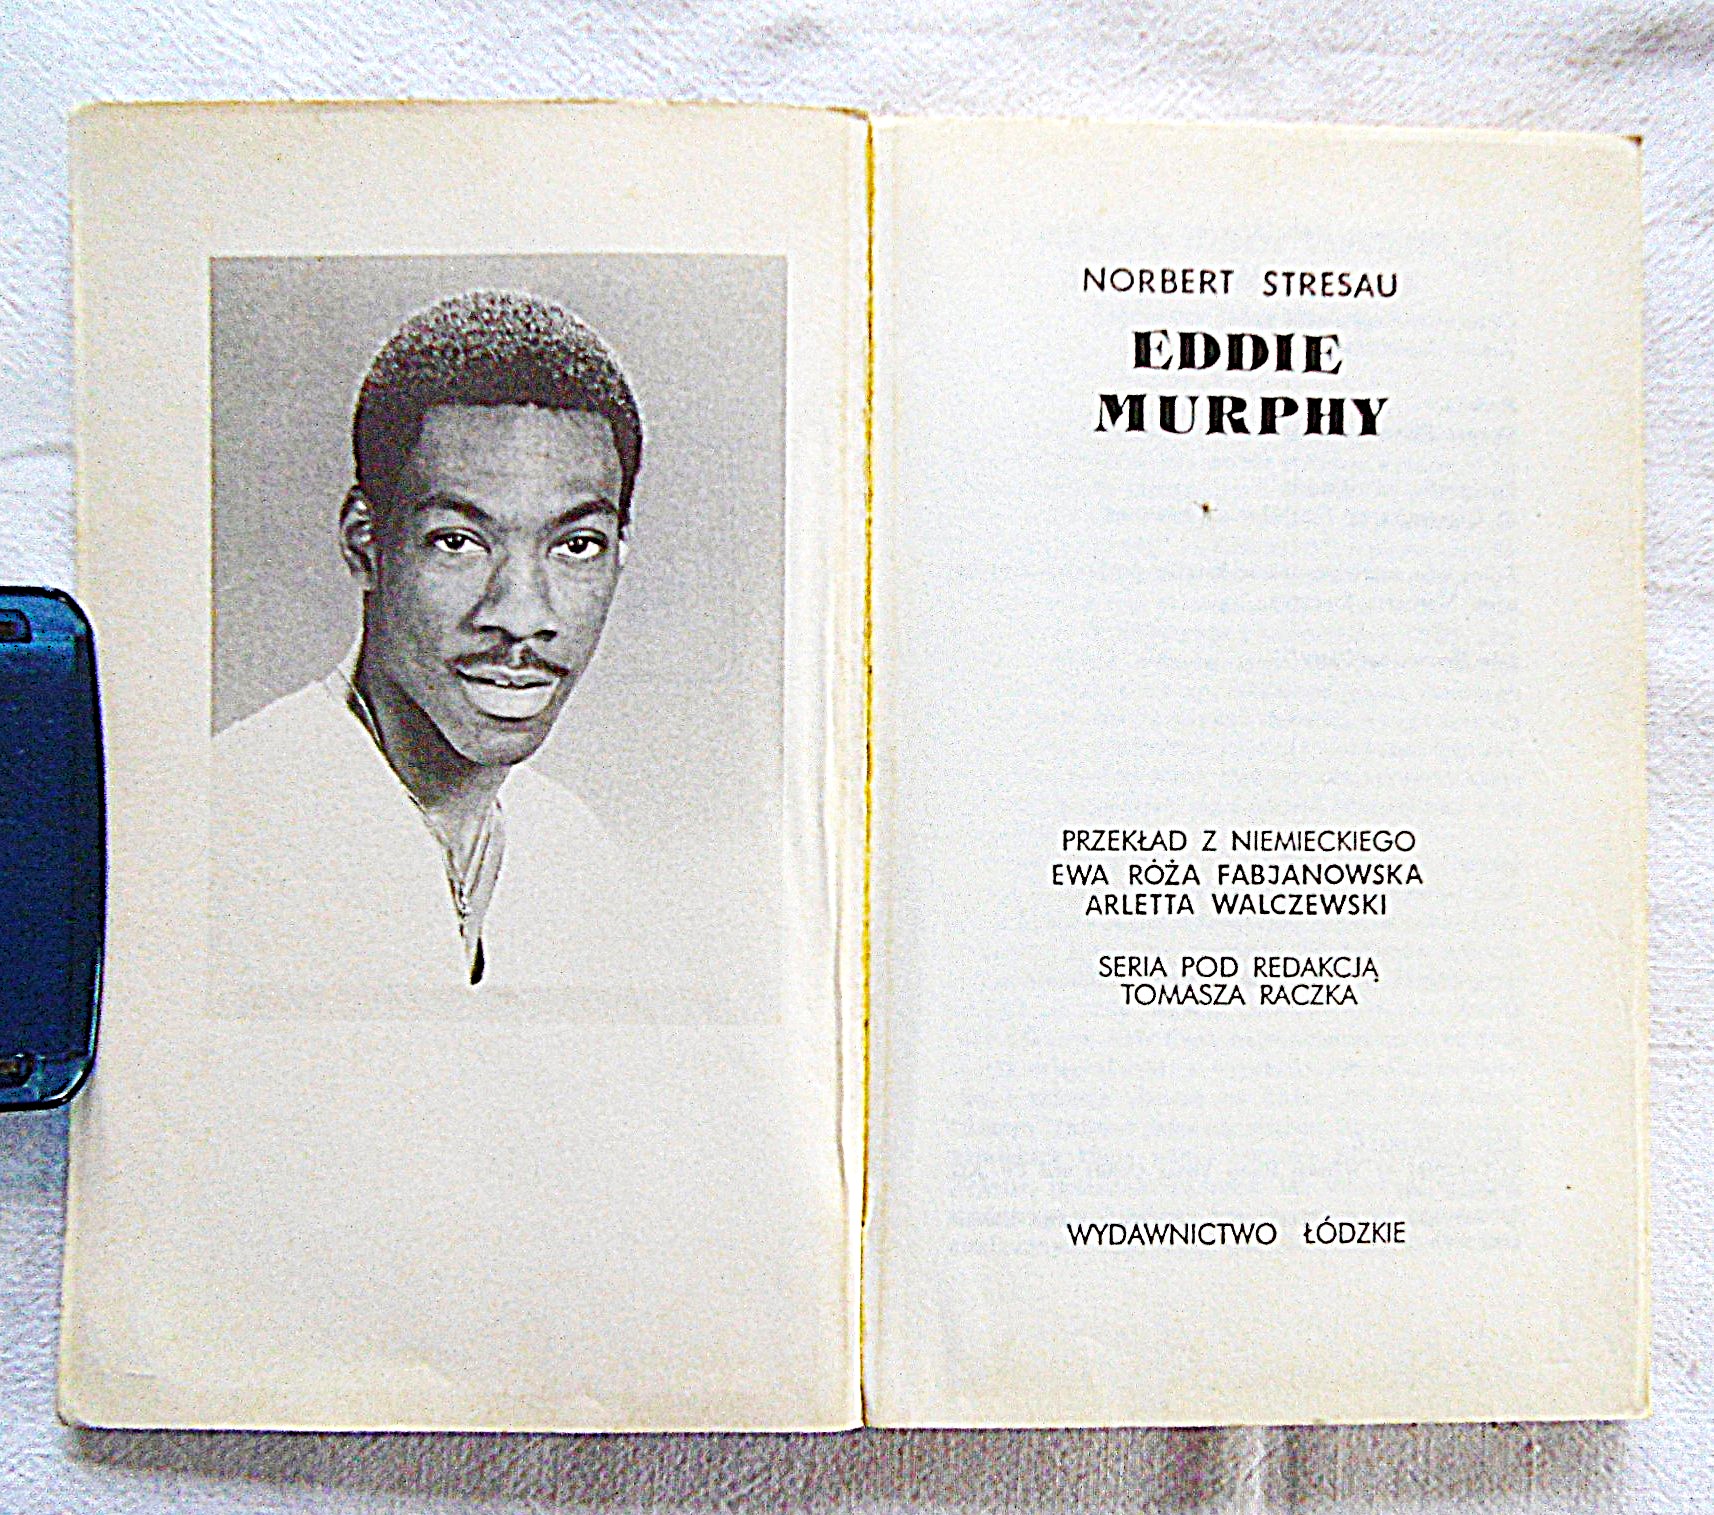 NORBERT STRESAU
EDDIE
MURPHY
PRZEKŁAD Z NIEMIECKIEGO
EWA RÓŻA FABJANOWSKA
ARLETTA WALCZEWSKI
SERIA POD REDAKCJĄ
TOMASZA RACZKA
WYDAWNICTWO ŁÓDZKIE